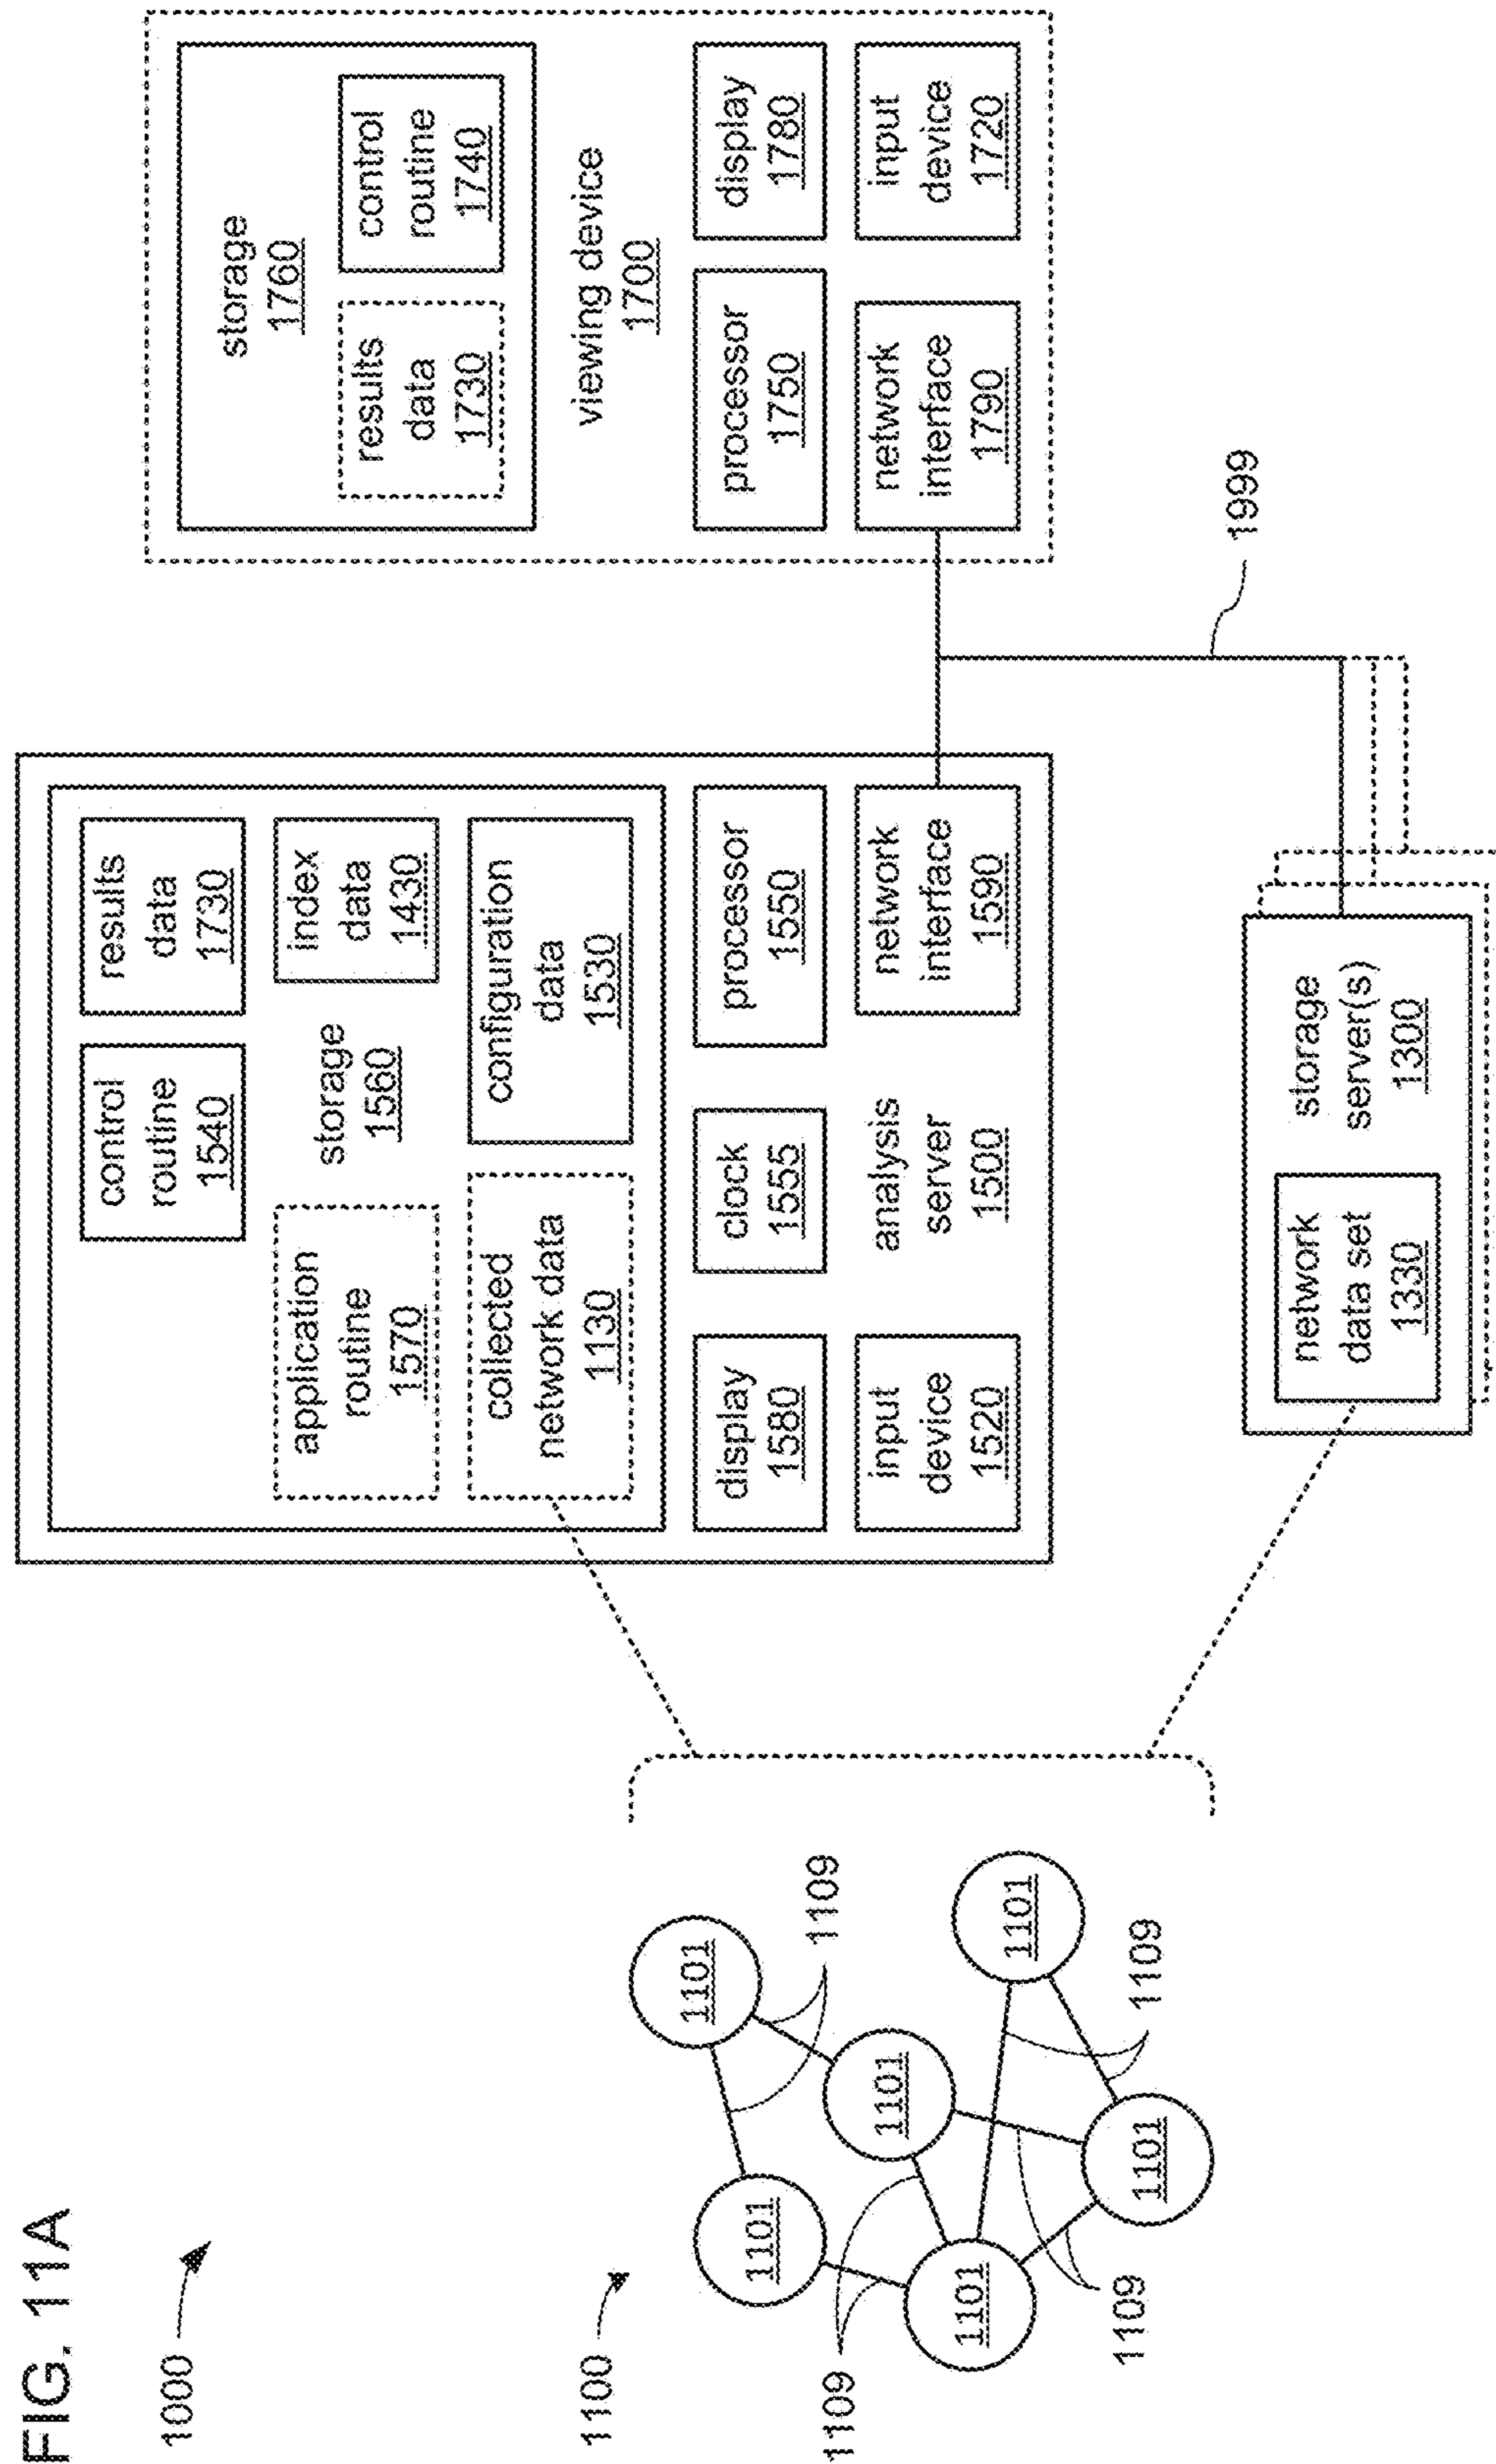 FIG. 11A
1000
control
routine
1540
results
data
1730
application
routine
1570
storage
1560
index
data
1430
collected
network data
1130
configuration
data
1530
display
1580
clock
1555
processor
1550
input
device
1520
analysis
server
1500
network
interface
1590
storage
1760
results
data
1730
control
routine
1740
viewing device
1700
processor
1750
display
1780
network
interface
1790
input
device
1720
1999
1100
1101
1101
1101
1101
1101
1101
1109
1109
1109
1109
network
data set
1330
storage
server(s)
1300